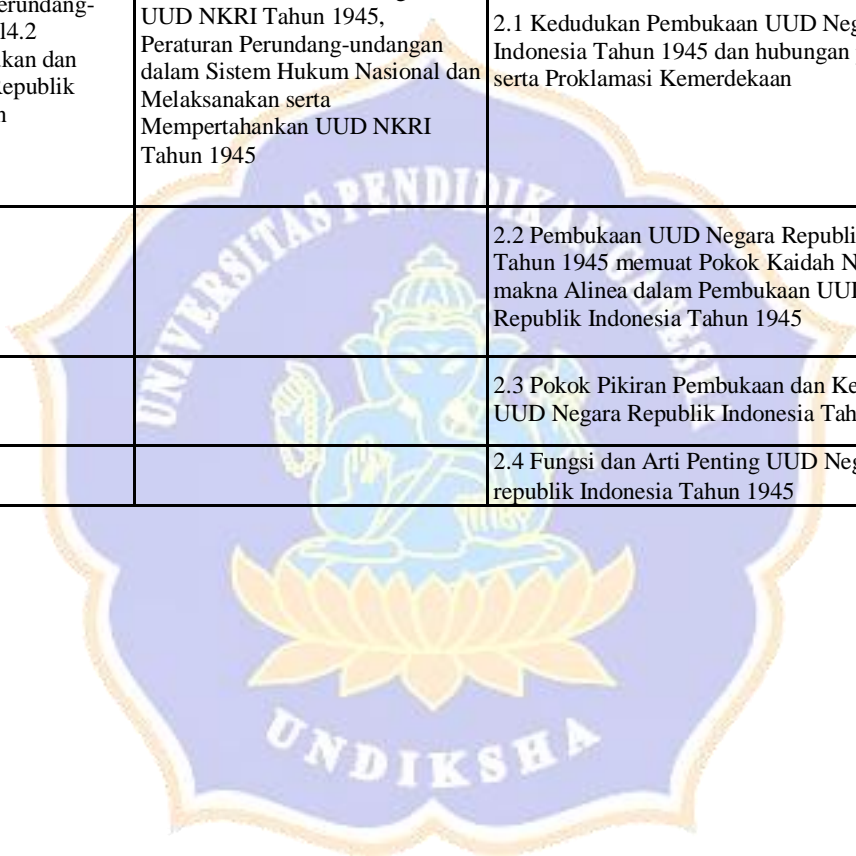 erundang-
l4.2
kan dan
epublik
UUD NKRI Tahun 1945,
Peraturan Perundang-undangan
dalam Sistem Hukum Nasional dan
Melaksanakan serta
Mempertahankan UUD NKRI
Tahun 1945
2.1 Kedudukan Pembukaan UUD Neg
Indonesia Tahun 1945 dan hubungan
serta Proklamasi Kemerdekaan
2.2 Pembukaan UUD Negara Republi
Tahun 1945 memuat Pokok Kaidah N
makna Alinea dalam Pembukaan UU
Republik Indonesia Tahun 1945
2.3 Pokok Pikiran Pembukaan dan Ke
UUD Negara Republik Indonesia Tah
2.4 Fungsi dan Arti Penting UUD Neg
republik Indonesia Tahun 1945
UNIVERSITAS PENDIDIKAN GANESHA
UNDIKSHA